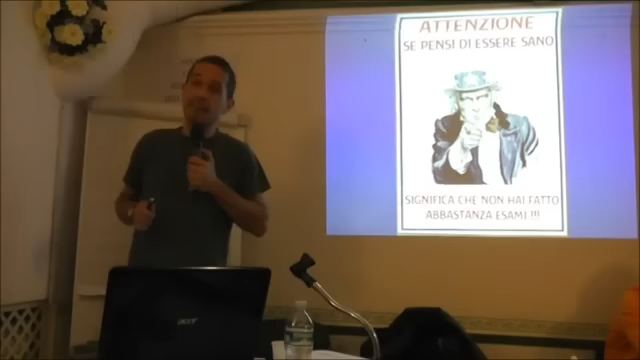 ATTENZIONE
SE PENSI DI ESSERE SANO
SIGNIFICA CHE NON HAI FATTO
ABBASTANZA ESAMI !!!
acer